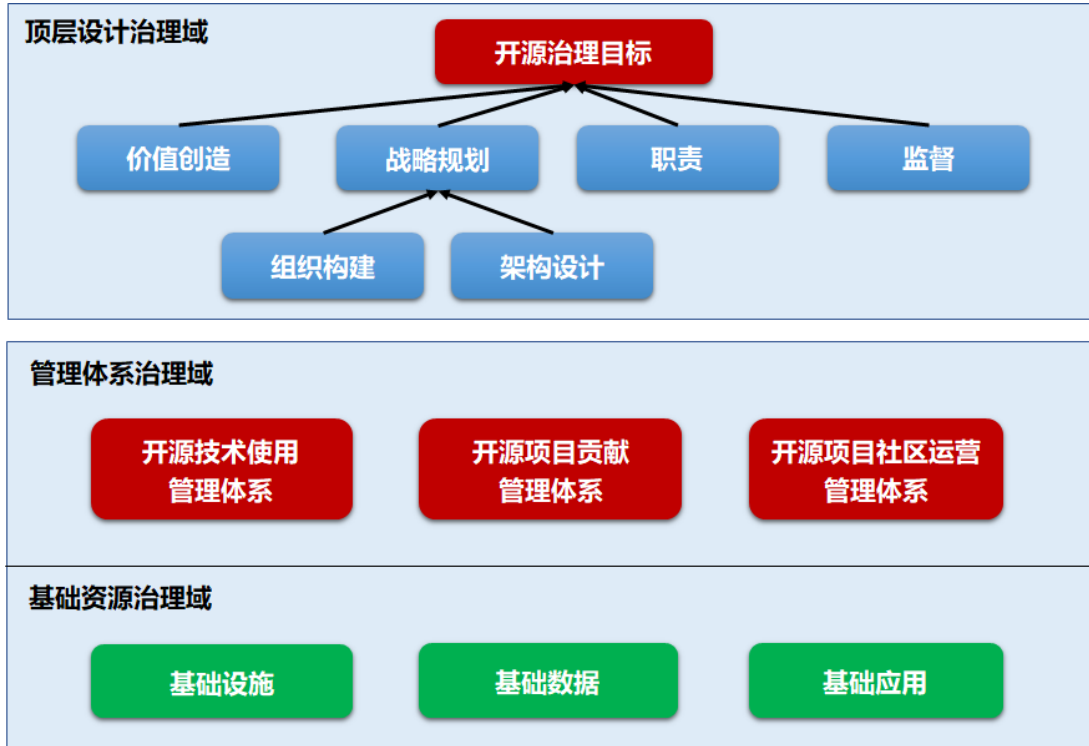 顶层设计治理域
开源治理目标
价值创造
战略规划
职责
监督
组织构建
架构设计
管理体系治理域
开源技术使用
管理体系
开源项目贡献
管理体系
开源项目社区运营
管理体系
基础资源治理域
基础设施
基础数据
基础应用